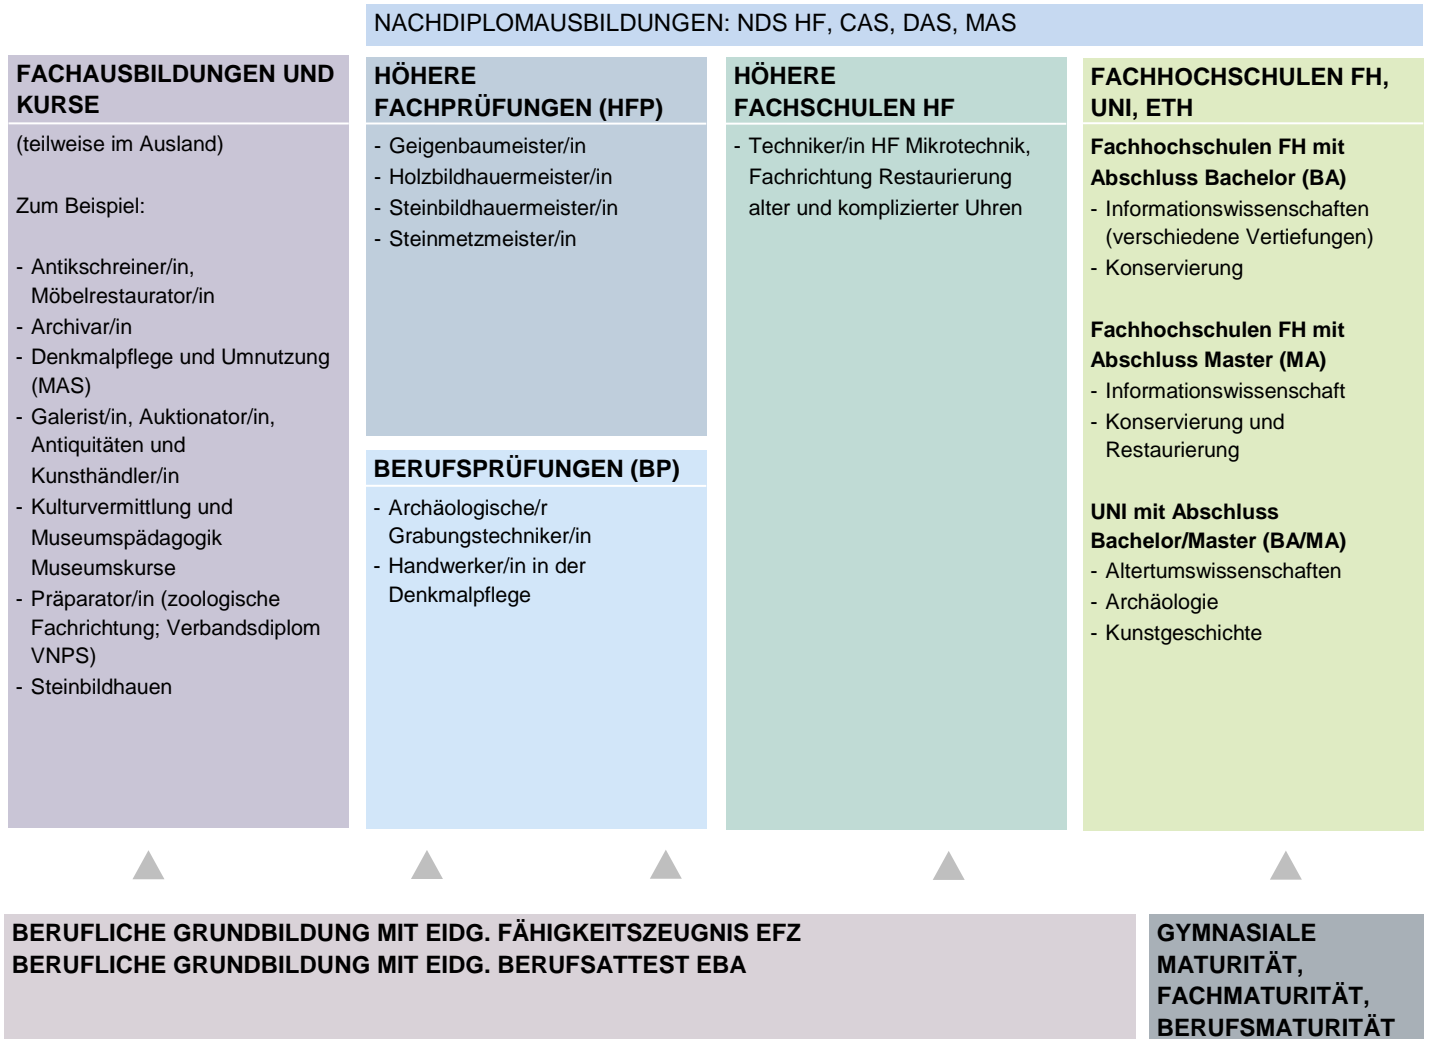 NACHDIPLOMAUSBILDUNGEN: NDS HF, CAS, DAS, MAS
FACHAUSBILDUNGEN UND
KURSE
(teilweise im Ausland)
Zum Beispiel:
- Antikschreiner/in,
Möbelrestaurator/in
- Archivar/in
- Denkmalpflege und Umnutzung
(MAS)
- Galerist/in, Auktionator/in,
Antiquitäten und
Kunsthändler/in
- Kulturvermittlung und
Museumspädagogik
Museumskurse
- Präparator/in (zoologische
Fachrichtung; Verbandsdiplom
VNPS)
- Steinbildhauen
HÖHERE
FACHPRÜFUNGEN (HFP)
- Geigenbaumeister/in
- Holzbildhauermeister/in
- Steinbildhauermeister/in
- Steinmetzmeister/in
BERUFSPRÜFUNGEN (BP)
- Archäologische/r
Grabungstechniker/in
- Handwerker/in in der
Denkmalpflege
HÖHERE
FACHSCHULEN HF
- Techniker/in HF Mikrotechnik,
Fachrichtung Restaurierung
alter und komplizierter Uhren
FACHHOCHSCHULEN FH,
UNI, ETH
Fachhochschulen FH mit
Abschluss Bachelor (BA)
- Informationswissenschaften
(verschiedene Vertiefungen)
- Konservierung
Fachhochschulen FH mit
Abschluss Master (MA)
- Informationswissenschaft
- Konservierung und
Restaurierung
UNI mit Abschluss
Bachelor/Master (BA/MA)
- Altertumswissenschaften
- Archäologie
- Kunstgeschichte
BERUFLICHE GRUNDBILDUNG MIT EIDG. FÄHIGKEITSZEUGNIS EFZ
BERUFLICHE GRUNDBILDUNG MIT EIDG. BERUFSATTEST EBA
GYMNASIALE
MATURITÄT,
FACHMATURITÄT,
BERUFSMATURITÄT